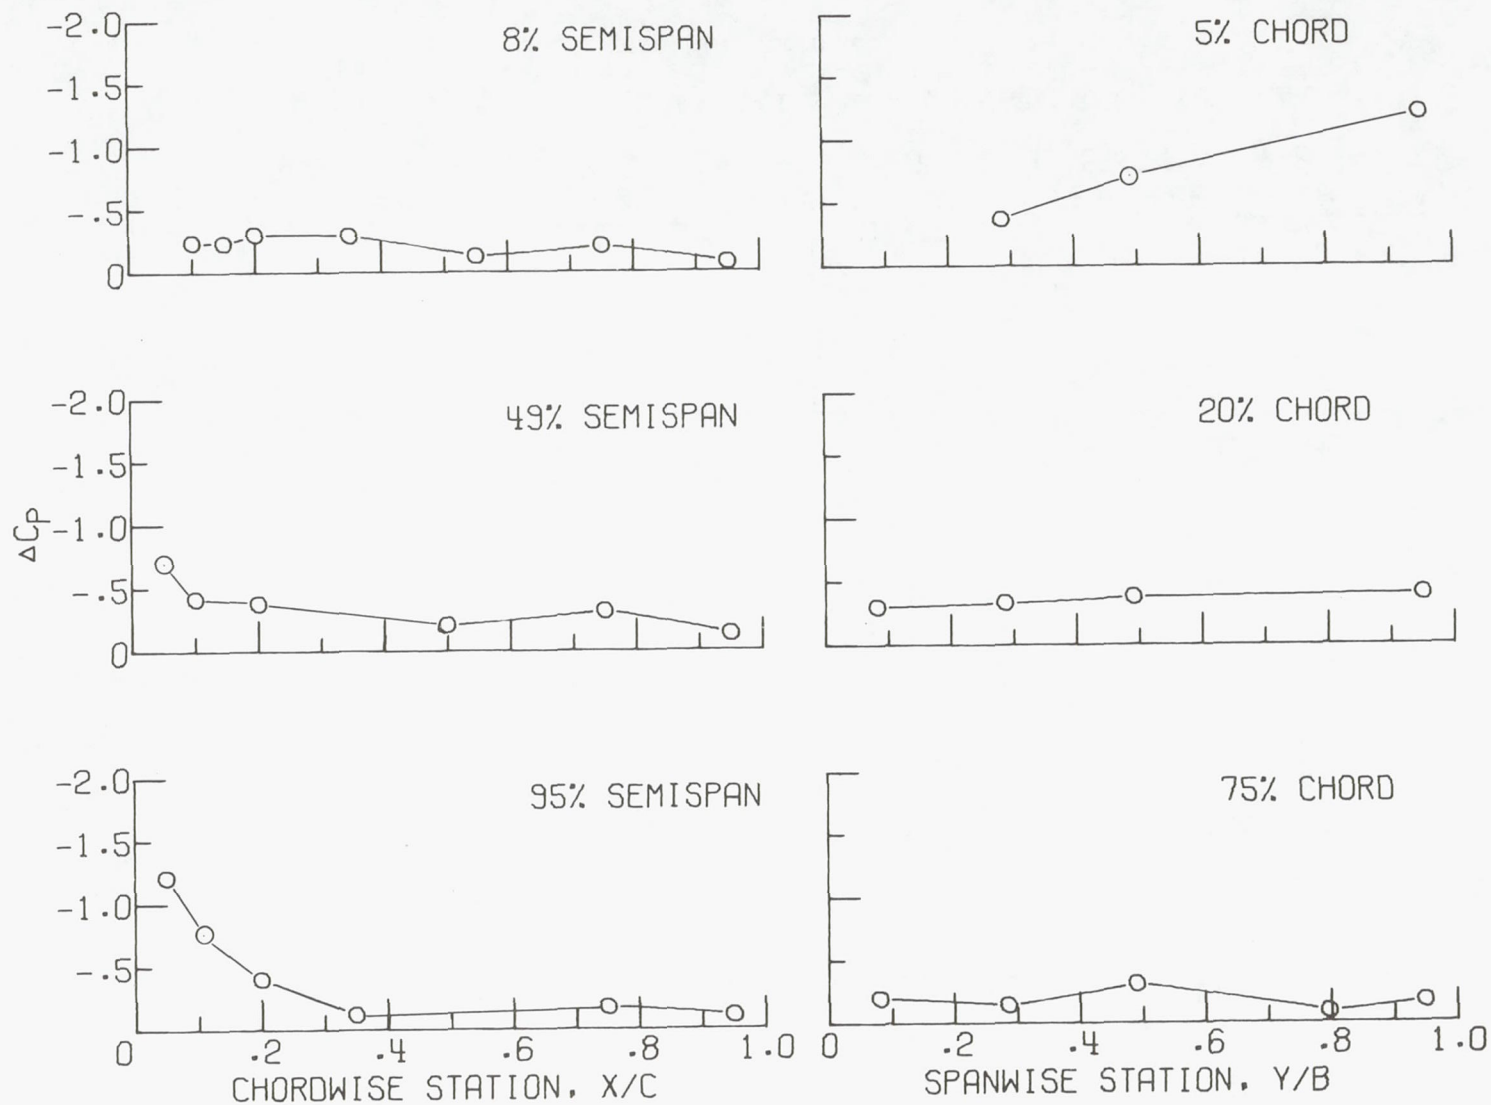 8% SEMISPAN
-2.0
-1.5
-1.0
-.5
0
5% CHORD
49% SEMISPAN
-2.0
-1.5
-1.0
-.5
0
ΔCp
20% CHORD
95% SEMISPAN
-2.0
-1.5
-1.0
-.5
0 .2 .4 .6 .8 1.0
CHORDWISE STATION, X/C
75% CHORD
0 .2 .4 .6 .8 1.0
SPANWISE STATION, Y/B